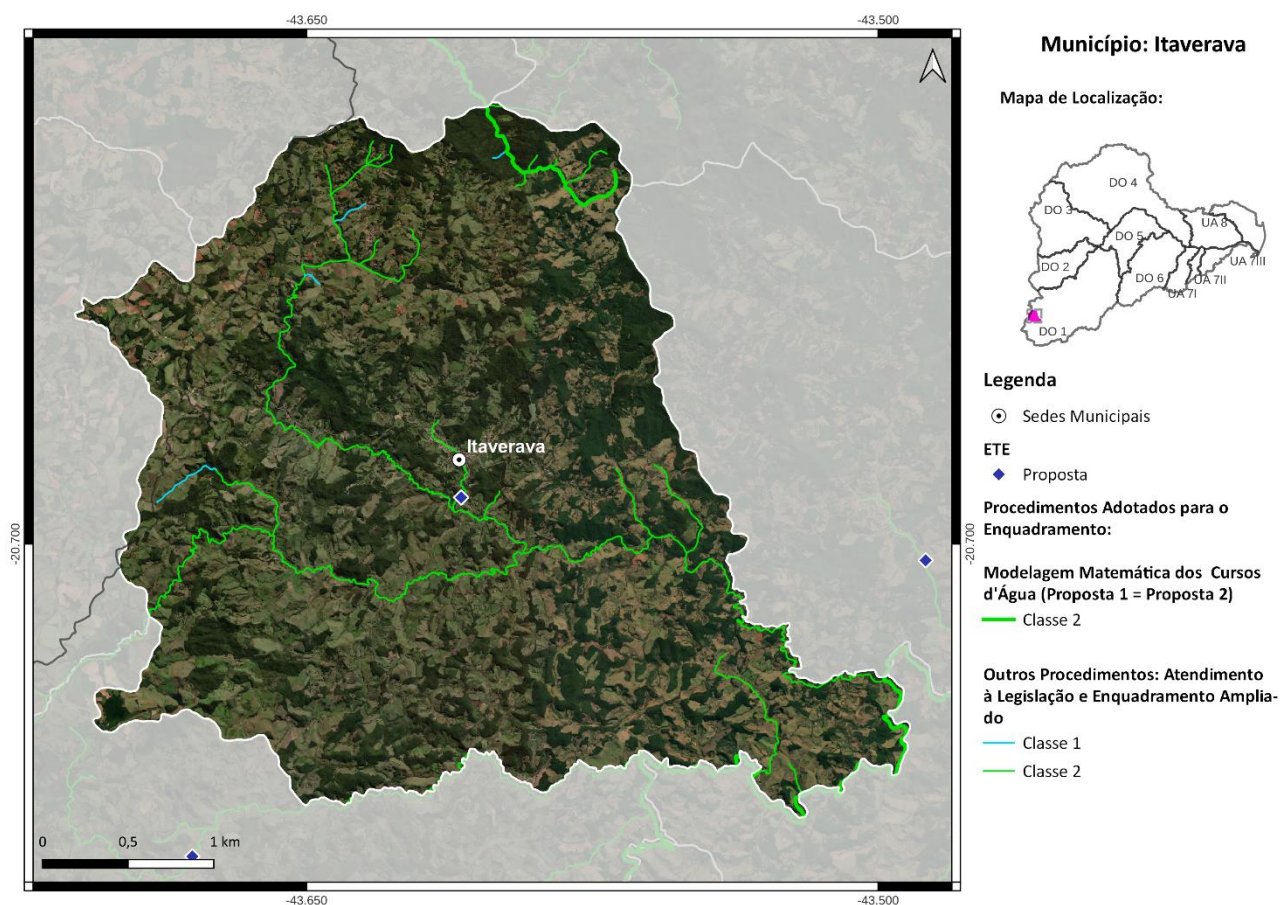 -43.650
-43.500
Município: Itaverava
Mapa de Localização:
DO 4
DO 3
UA 8
DO 5
DO 2
UA 7III
DO 6
UA 7II
UA 7I
DO 1
Legenda
Sedes Municipais
ETE
Proposta
Procedimentos Adotados para o
Enquadramento:
Modelagem Matemática dos Cursos
d'Água (Proposta 1 = Proposta 2)
Classe 2
Outros Procedimentos: Atendimento
à Legislação e Enquadramento Amplia-
do
Classe 1
Classe 2
Itaverava
-20.700
-20.700
0 0,5 1 km
-43.650
-43.500